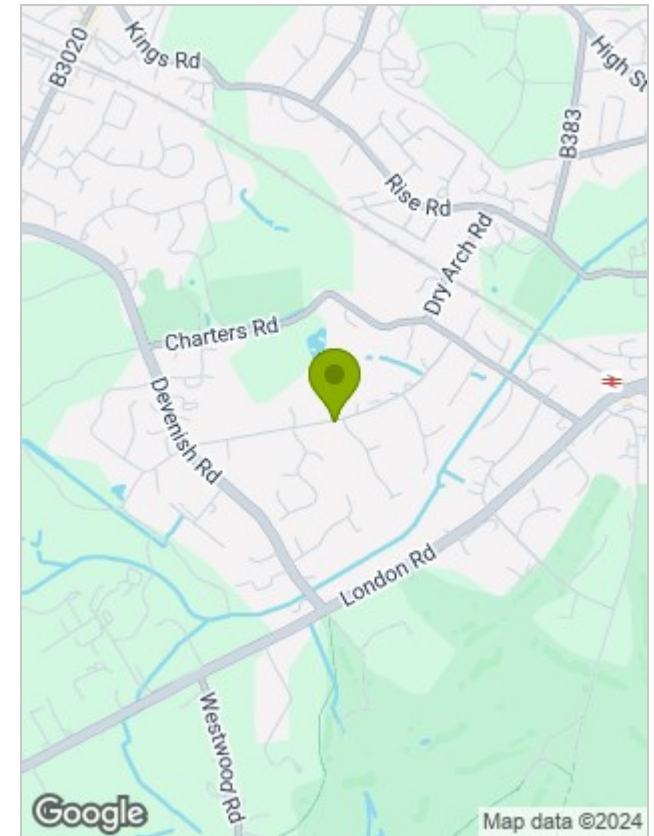 B3020
Kings Rd
High St
B383
Rise Rd
Dry Arch Rd
Charters Rd
Devenish Rd
London Rd
Westwood Rd
Google
Map data ©2024